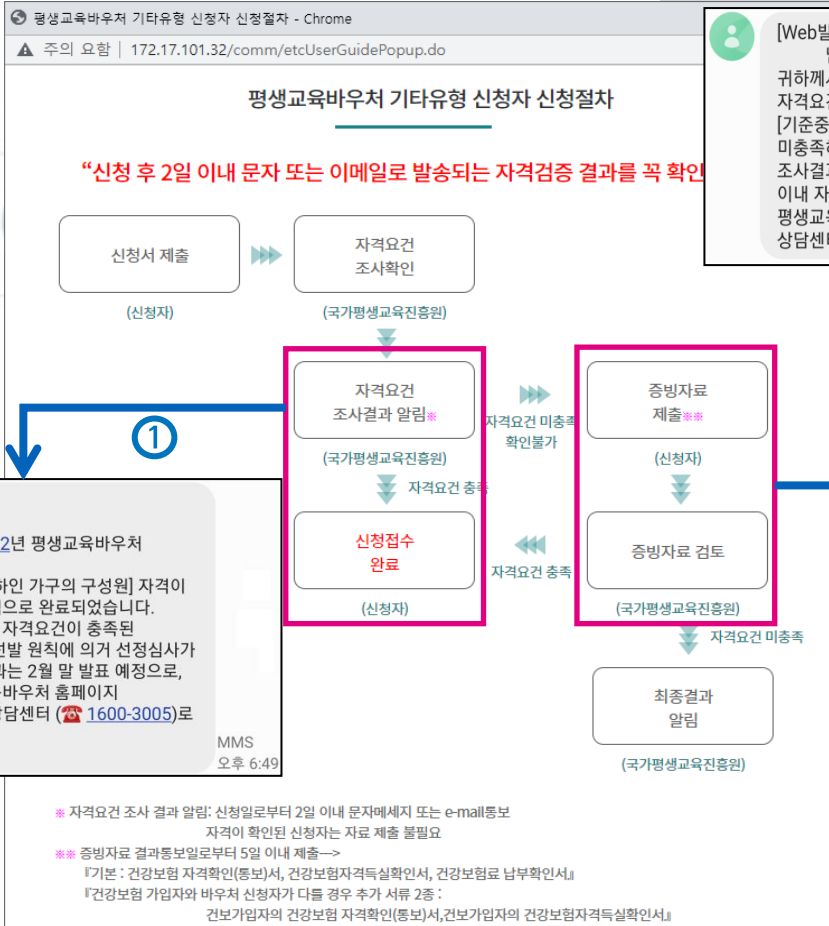 평생교육바우처 기타유형 신청자 신청절차 - Chrome
주의 요함 | 172.17.101.32/comm/etcUserGuidePopup.do
평생교육바우처 기타유형 신청자 신청절차
“신청 후 2일 이내 문자 또는 이메일로 발송되는 자격검증 결과를 꼭 확인
[Web발
귀하께서
자격요건
[기준중
미충족하
조사결과
이내 자
평생교육
상담센터
신청서 제출
(신청자)
자격요건
조사확인
(국가평생교육진흥원)
자격요건
조사결과 알림※
(국가평생교육진흥원)
자격요건 미충족
확인불가
증빙자료
제출※※
(신청자)
자격요건 충족
신청접수
완료
(신청자)
자격요건 충족
증빙자료 검토
(국가평생교육진흥원)
자격요건 미충족
최종결과
알림
(국가평생교육진흥원)
①
2년 평생교육바우처
하인 가구의 구성원] 자격이
으로 완료되었습니다.
자격요건이 충족된
선발 원칙에 의거 선정심사가
과는 2월 말 발표 예정으로,
바우처 홈페이지
담센터 (☎ 1600-3005)로
MMS
오후 6:49
※ 자격요건 조사 결과 알림: 신청일로부터 2일 이내 문자메세지 또는 e-mail통보
자격이 확인된 신청자는 자료 제출 불필요
※※ 증빙자료 결과통보일로부터 5일 이내 제출—>
『기본 : 건강보험 자격확인(통보)서, 건강보험자격득실확인서, 건강보험료 납부확인서』
『건강보험 가입자와 바우처 신청자가 다를 경우 추가 서류 2종 :
건보가입자의 건강보험 자격확인(통보)서,건보가입자의 건강보험자격득실확인서』